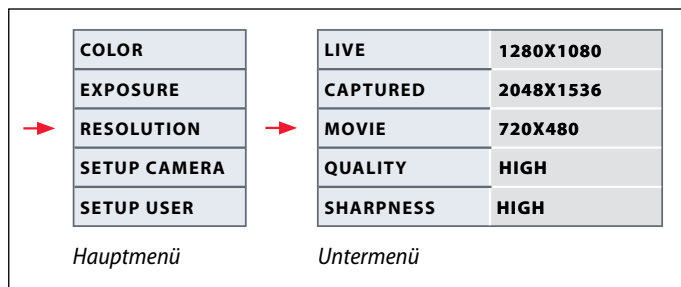 COLOR
EXPOSURE
RESOLUTION
SETUP CAMERA
SETUP USER
Hauptmenü
LIVE 1280X1080
CAPTURED 2048X1536
MOVIE 720X480
QUALITY HIGH
SHARPNESS HIGH
Untermenü